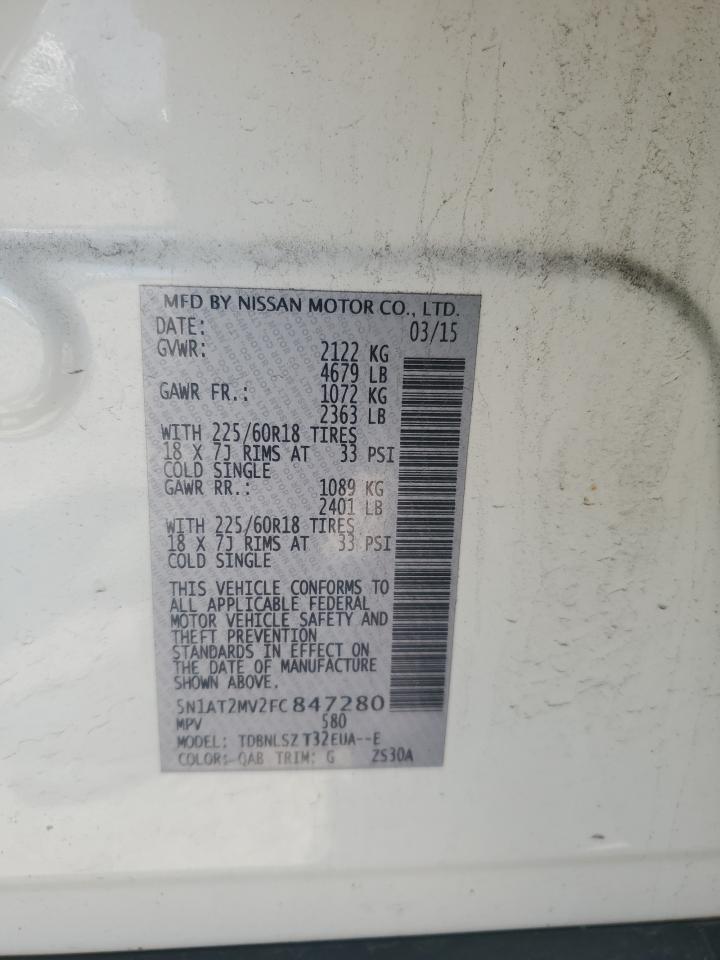 MFD BY NISSAN MOTOR CO., LTD.
DATE: 03/15
GVWR: 2122 KG
4679 LB
GAWR FR.: 1072 KG
2363 LB
WITH 225/60R18 TIRES
18 X 7J RIMS AT 33 PSI
COLD SINGLE
GAWR RR.: 1089 KG
2401 LB
WITH 225/60R18 TIRES
18 X 7J RIMS AT 33 PSI
COLD SINGLE
THIS VEHICLE CONFORMS TO
ALL APPLICABLE FEDERAL
MOTOR VEHICLE SAFETY AND
THEFT PREVENTION
STANDARDS IN EFFECT ON
THE DATE OF MANUFACTURE
SHOWN ABOVE.
5N1AT2MV2FC847280
MPV 580
MODEL: TDBNLSZ T32EUA--E
COLOR: QAB TRIM: G ZS30A